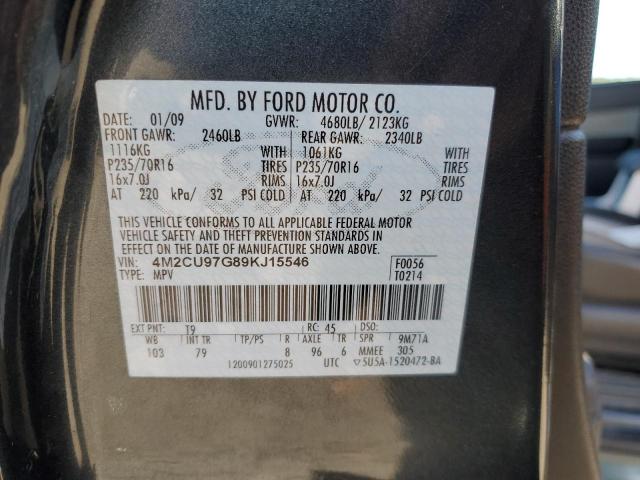 MFD. BY FORD MOTOR CO.
DATE: 01/09 GVWR: 4680LB/ 2123KG
FRONT GAWR: 2460LB REAR GAWR: 2340LB
1116KG 1061KG
P235/70R16 TIRES P235/70R16 TIRES
16x7.0J RIMS 16x7.0J RIMS
AT 220 kPa/ 32 PSI COLD AT 220 kPa/ 32 PSI COLD
THIS VEHICLE CONFORMS TO ALL APPLICABLE FEDERAL MOTOR
VEHICLE SAFETY AND THEFT PREVENTION STANDARDS IN
EFFECT ON THE DATE OF MANUFACTURE SHOWN ABOVE.
VIN: 4M2CU97G89KJ15546 F0056
TYPE: MPV T0214
EXT PNT: T9 RC: 45 DSO:
WB INT TR TP/PS R AXLE TR SPR 9M71A
103 79 8 96 6 MMEE 305
1200901275025 UTC ▽5U5A-1520472-BA